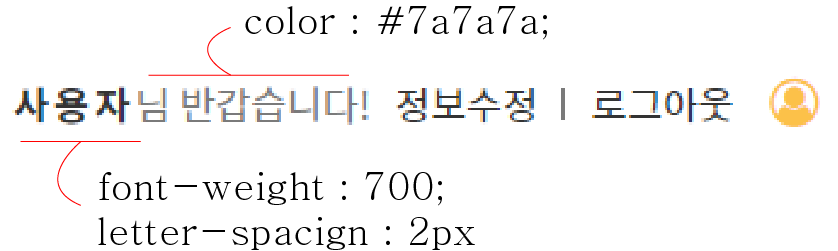 color : #7a7a7a;
사용자님 반갑습니다! 정보수정 | 로그아웃
font-weight : 700;
letter-spacign : 2px